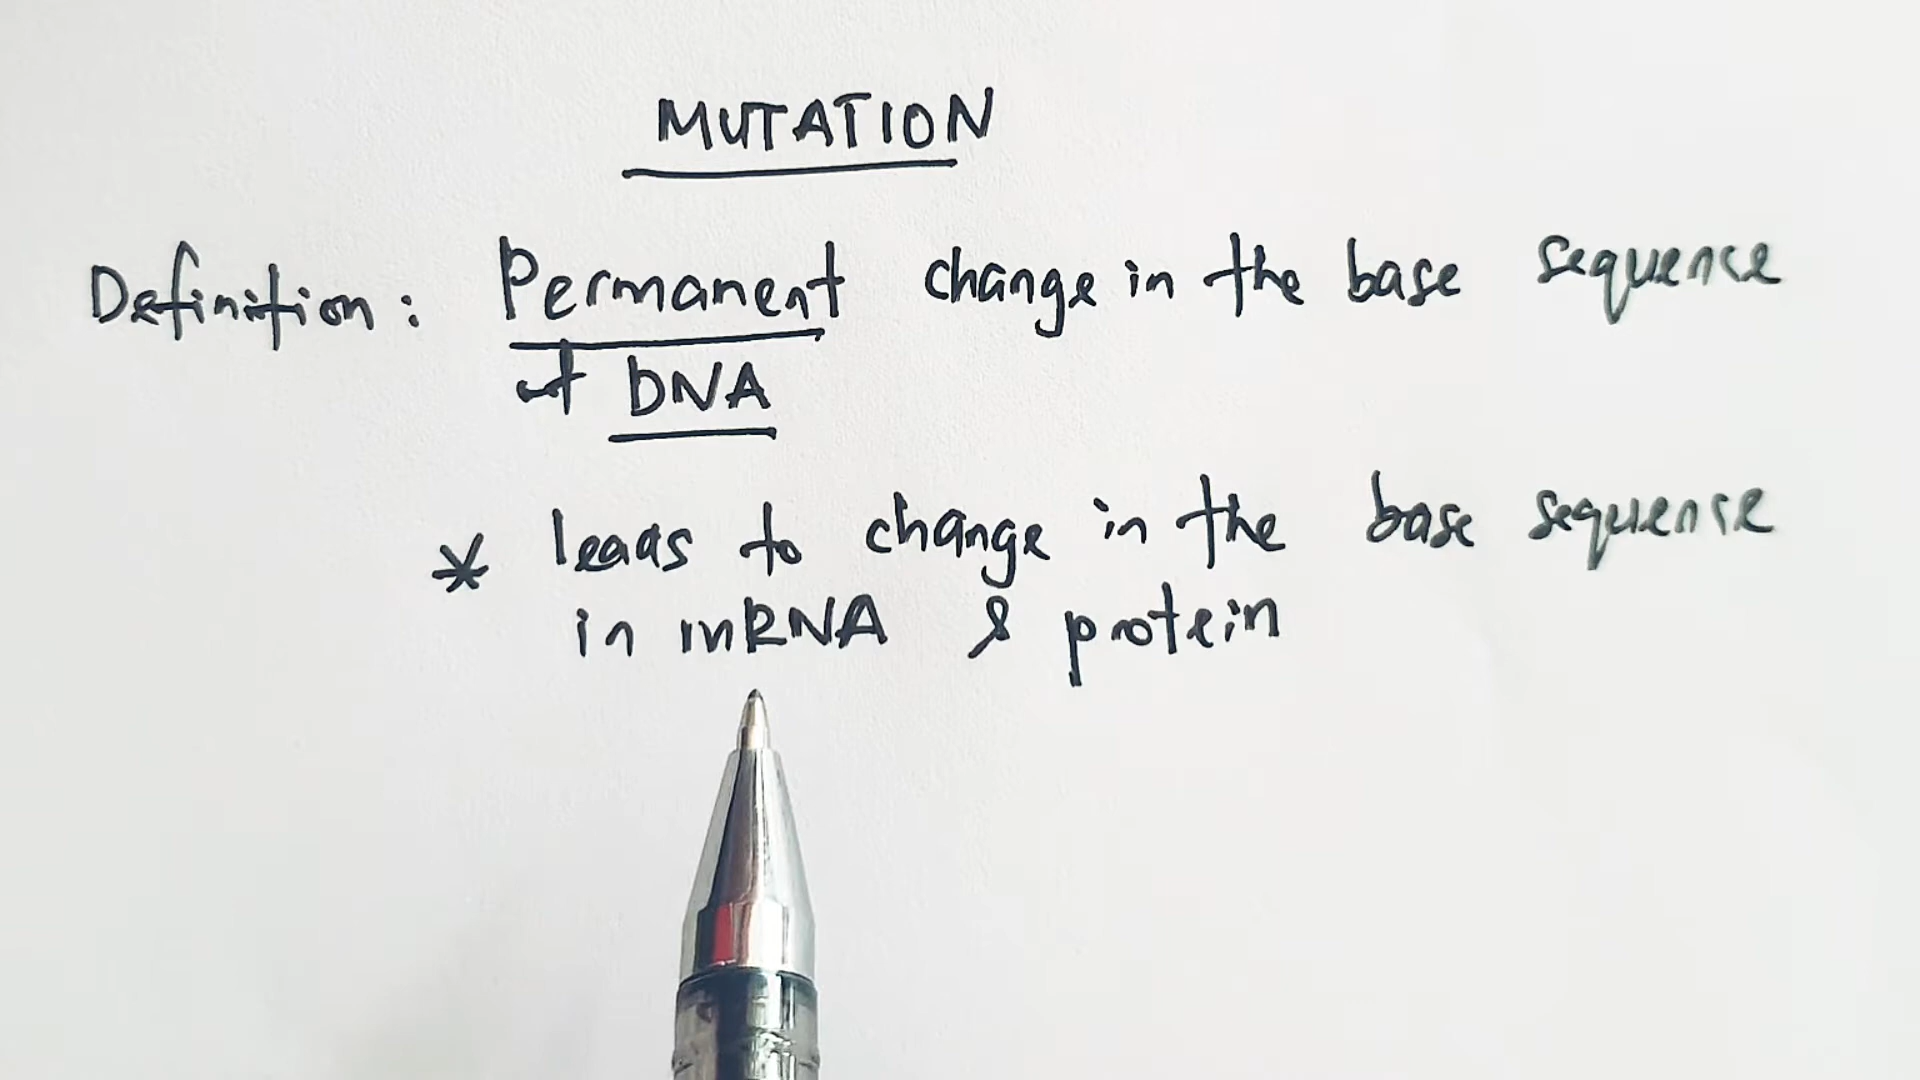 MUTATION
Definition: Permanent change in the base sequence
of DNA
* leads to change in the base sequence
in mRNA & protein